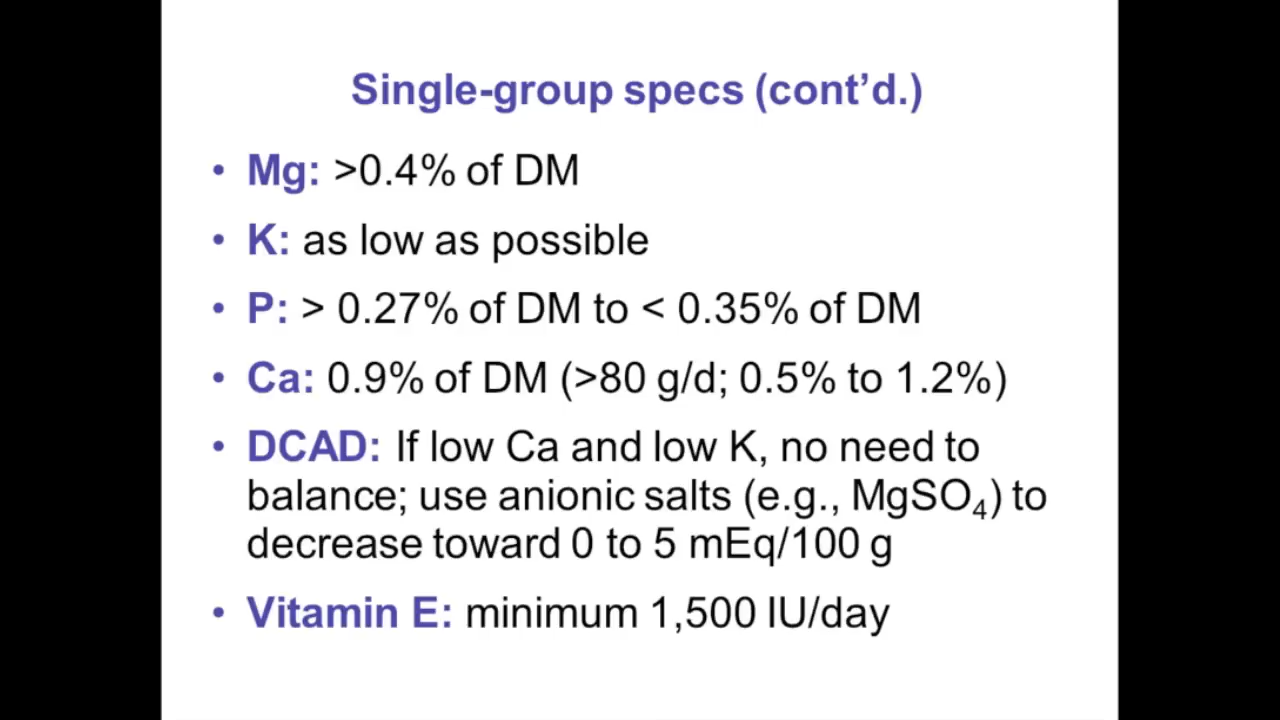 Single-group specs (cont’d.)
• Mg: >0.4% of DM
• K: as low as possible
• P: > 0.27% of DM to < 0.35% of DM
• Ca: 0.9% of DM (>80 g/d; 0.5% to 1.2%)
• DCAD: If low Ca and low K, no need to
balance; use anionic salts (e.g., MgSO₄) to
decrease toward 0 to 5 mEq/100 g
• Vitamin E: minimum 1,500 IU/day